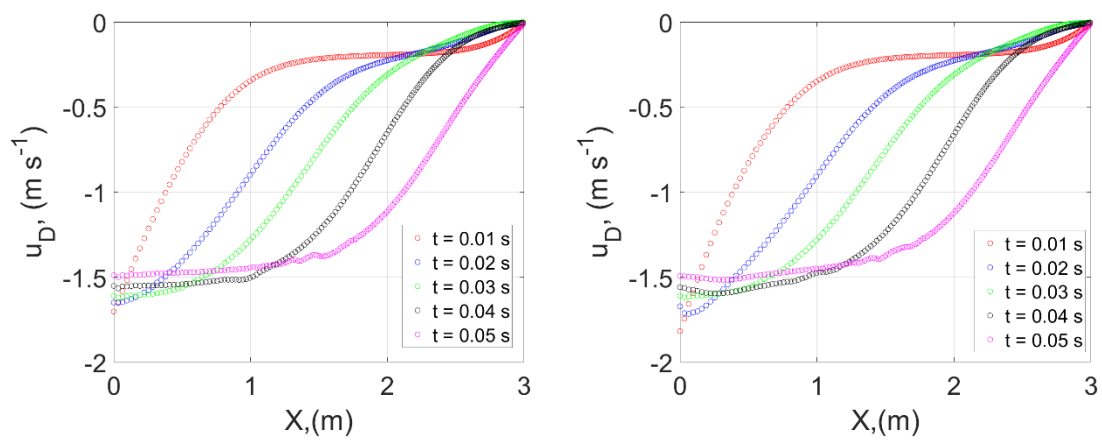 0
-0.5
-1
-1.5
-2
u_D, (m s^-1)
0 1 2 3
X,(m)
t = 0.01 s
t = 0.02 s
t = 0.03 s
t = 0.04 s
t = 0.05 s
0
-0.5
-1
-1.5
-2
u_D, (m s^-1)
0 1 2 3
X,(m)
t = 0.01 s
t = 0.02 s
t = 0.03 s
t = 0.04 s
t = 0.05 s